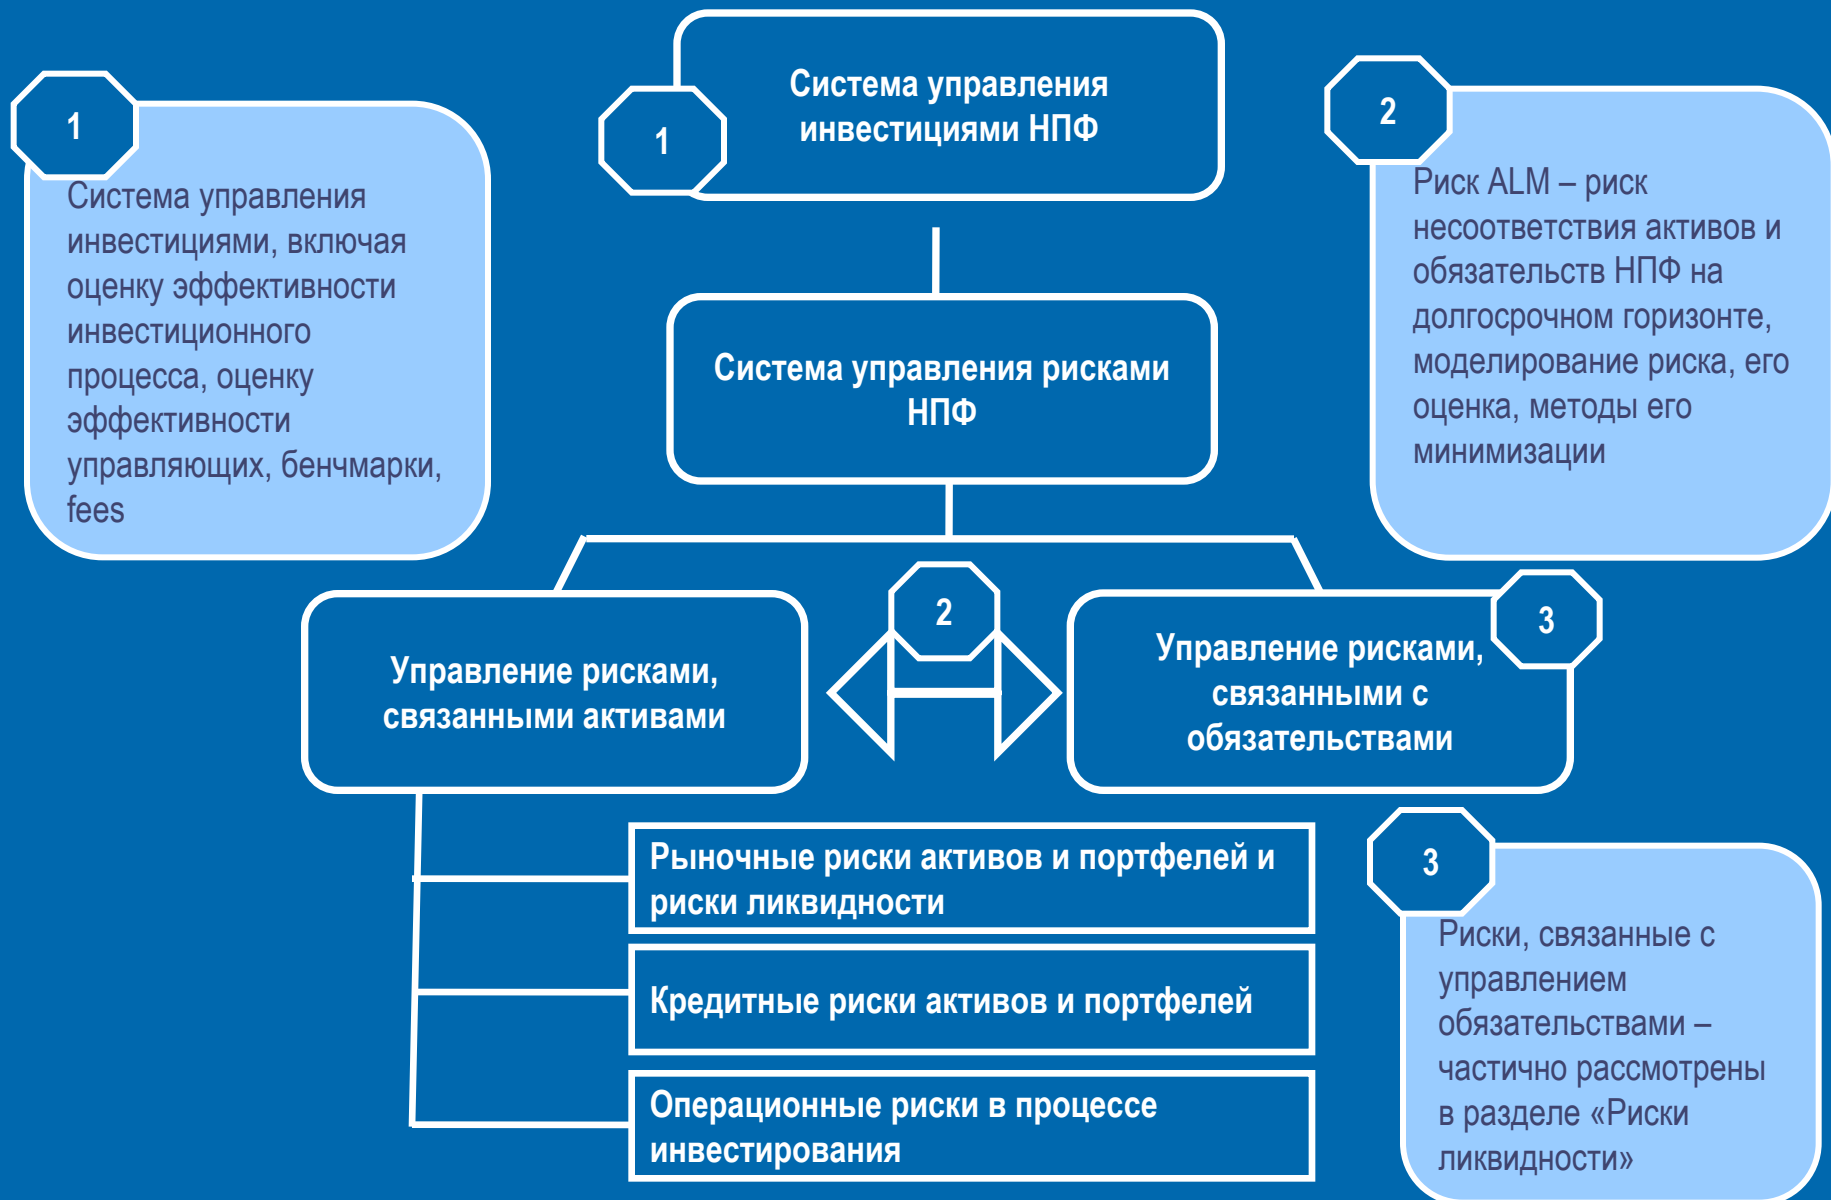 1
Система управления
инвестициями, включая
оценку эффективности
инвестиционного
процесса, оценку
эффективности
управляющих, бенчмарки,
fees
1
Система управления
инвестициями НПФ
2
Риск ALM – риск
несоответствия активов и
обязательств НПФ на
долгосрочном горизонте,
моделирование риска, его
оценка, методы его
минимизации
Система управления рисками
НПФ
Управление рисками,
связанными активами
2
Управление рисками,
связанными с
обязательствами
3
Рыночные риски активов и портфелей и
риски ликвидности
Кредитные риски активов и портфелей
Операционные риски в процессе
инвестирования
3
Риски, связанные с
управлением
обязательствами –
частично рассмотрены
в разделе «Риски
ликвидности»